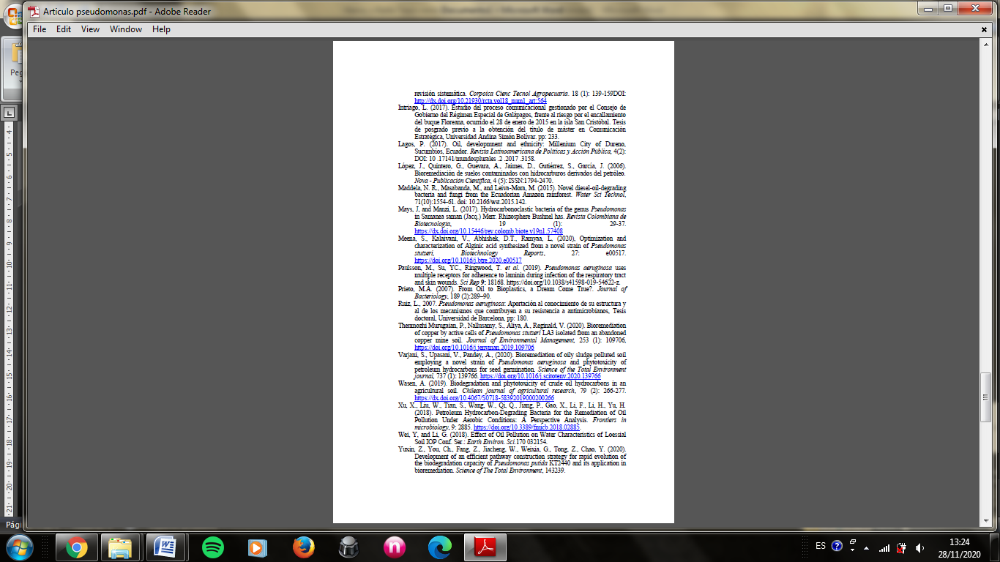 Articulo pseudomonas.pdf - Adobe Reader
File Edit View Window Help
Peg
revisión sistemática. Corpoica Cienc Tecnol Agropecuaria. 18 (1): 139-159DOI:
http://dx.doi.org/10.21930/rcta.vol18_num1_art:564
Intriago, L. (2017). Estudio del proceso comunicacional gestionado por el Consejo de
Gobierno del Régimen Especial de Galápagos, frente al riesgo por el encallamiento
del buque Floreana, ocurrido el 28 de enero de 2015 en la isla San Cristóbal. Tesis
de posgrado previo a la obtención del título de máster en Comunicación
Estratégica, Universidad Andina Simón Bolívar. pp: 233.
Lagos, P. (2017). Oil, developmnent and ethnicity: Millenium City of Dureno,
Sucumbíos, Ecuador. Revista Latinoamericana de Políticas y Acción Pública, 4(2):
DOI: 10 .17141/mundosplurales .2 .2017 .3158.
López, J., Quintero, G., Guevara, A., Jaimes, D., Gutiérrez, S., García, J. (2006).
Bioremediación de suelos contaminados con hidrocarburos derivados del petróleo.
Nova - Publicación Científica, 4 (5): ISSN:1794-2470.
Maddela, N. R., Masabanda, M., and Leiva-Mora, M. (2015). Novel diesel-oil-degrading
bacteria and fungi from the Ecuadorian Amazon rainforest. Water Sci Technol,
71(10):1554-61. doi: 10.2166/wst.2015.142.
Mays, J, and Manzi, L. (2017). Hydrocarbonoclastic bacteria of the genus Pseudomonas
in Samanea saman (Jacq.) Merr. Rhizosphere Bushnel has. Revista Colombiana de
Biotecnología, 19 (1): 29-37.
https://dx.doi.org/10.15446/rev.colomb.biote.v19n1.57408
Meena, S., Kalaivani, V., Abhishek, D.T., Ramyaa, L, (2020), Optimization and
characterization of Alginic acid synthesized from a novel strain of Pseudomonas
stutzeri, Biotechnology Reports, 27: e00517.
https://doi.org/10.1016/j.btre.2020.e00517
Paulsson, M., Su, YC., Ringwood, T. et al. (2019). Pseudomonas aeruginosa uses
multiple receptors for adherence to laminin during infection of the respiratory tract
and skin wounds. Sci Rep 9: 18168. https://doi.org/10.1038/s41598-019-54622-z.
Prieto, M.A. (2007). From Oil to Bioplastics, a Dream Come True?. Journal of
Bacteriology, 189 (2):289–90.
Ruiz, L., 2007. Pseudomonas aeruginosa: Aportación al conocimiento de su estructura y
al de los mecanismos que contribuyen a su resistencia a antimicrobianos, Tesis
doctoral, Universidad de Barcelona, pp: 180.
Thenmozhi Murugaian, P., Nallusamy, S., Aliya, A., Reginald, V. (2020). Bioremediation
of copper by active cells of Pseudomonas stutzeri LA3 isolated from an abandoned
copper mine soil. Journal of Environmental Management, 253 (1): 109706,
https://doi.org/10.1016/j.jenvman.2019.109706
Varjani, S., Upasani, V., Pandey, A., (2020). Bioremediation of oily sludge polluted soil
employing a novel strain of Pseudomonas aeruginosa and phytotoxicity of
petroleum hydrocarbons for seed germination. Science of the Total Environment
journal, 737 (1): 139766. https://doi.org/10.1016/j.scitotenv.2020.139766
Wasen, A. (2019). Biodegradation and phytotoxicity of crude oil hydrocarbons in an
agricultural soil. Chilean journal of agricultural research, 79 (2): 266-277.
https://dx.doi.org/10.4067/S0718-58392019000200266
Xu, X., Liu, W., Tian, S., Wang, W., Qi, Q., Jiang, P., Gao, X., Li, F., Li, H., Yu, H.
(2018). Petroleum Hydrocarbon-Degrading Bacteria for the Remediation of Oil
Pollution Under Aerobic Conditions: A Perspective Analysis. Frontiers in
microbiology, 9: 2885. https://doi.org/10.3389/fmicb.2018.02885.
Wei, Y, and Li, G. (2018). Effect of Oil Pollution on Water Characteristics of Loessial
Soil IOP Conf. Ser.: Earth Environ. Sci.170 032154.
Yuxin, Z., You, Ch., Fang, Z., Jiacheng, W., Weixia, G., Tong, Z., Chao, Y. (2020).
Development of an efficient pathway construction strategy for rapid evolution of
the biodegradation capacity of Pseudomonas putida KT2440 and its application in
bioremediation. Science of The Total Environment, 143239.
Pági
ES
13:24
28/11/2020